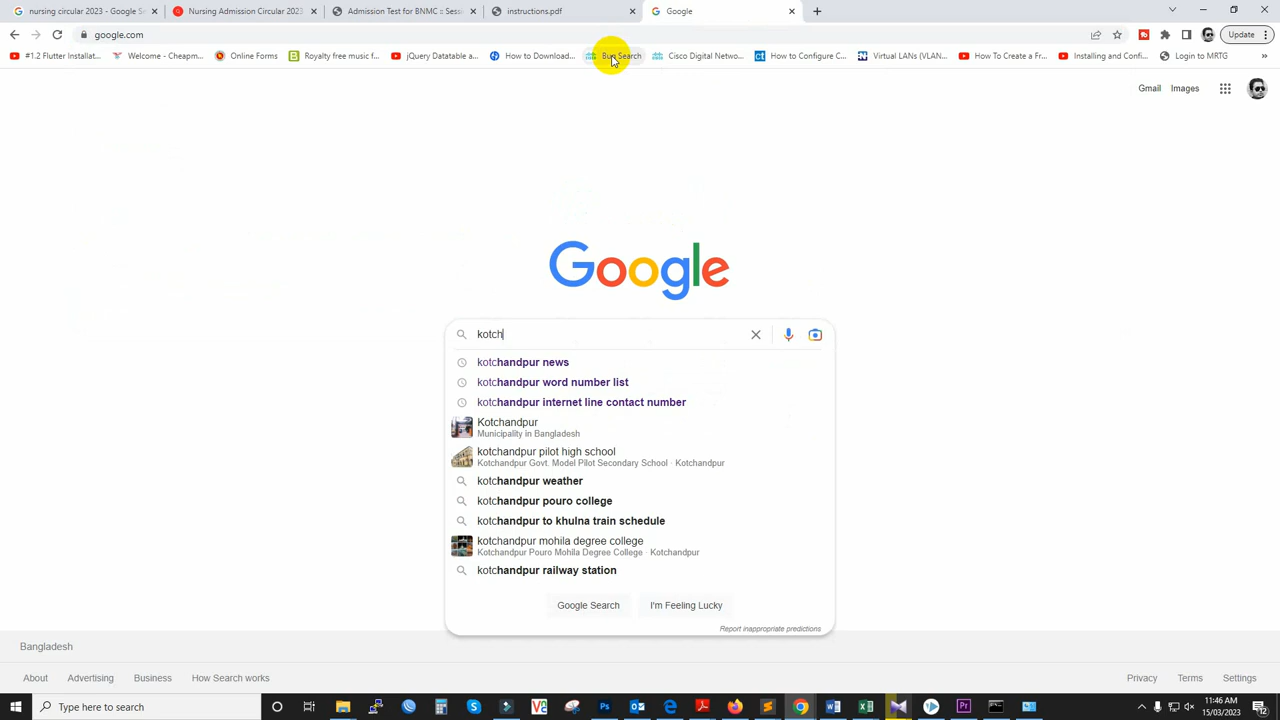 nursing circular 2023 - Google Se
Nursing Admission Circular 2023
Admission Test for BNMC :: Sessi
instructions.pdf
Google
google.com
Update
#1.2 Flutter Installat...
Welcome - Cheapm...
Online Forms
Royalty free music f...
jQuery Datatable a...
How to Download...
Bug Search
Cisco Digital Netwo...
How to Configure C...
Virtual LANs (VLAN...
How To Create a Fr...
Installing and Confi...
Login to MRTG
»
Gmail
Images
Google
kotch
kotchandpur news
kotchandpur word number list
kotchandpur internet line contact number
Kotchandpur
Municipality in Bangladesh
kotchandpur pilot high school
Kotchandpur Govt. Model Pilot Secondary School · Kotchandpur
kotchandpur weather
kotchandpur pouro college
kotchandpur to khulna train schedule
kotchandpur mohila degree college
Kotchandpur Pouro Mohila Degree College · Kotchandpur
kotchandpur railway station
Google Search
I'm Feeling Lucky
Report inappropriate predictions
Bangladesh
About
Advertising
Business
How Search works
Privacy
Terms
Settings
Type here to search
11:46 AM
15/03/2023
2